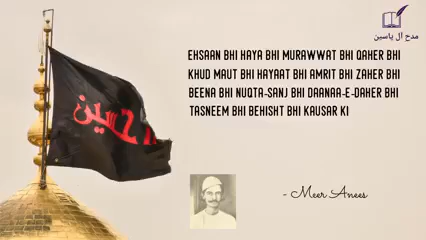 مدح آل یاسین
حسین
EHSAAN BHI HAYA BHI MURAWWAT BHI QAHER BHI
KHUD MAUT BHI HAYAAT BHI AMRIT BHI ZAHER BHI
BEENA BHI NUQTA-SANJ BHI DAANAA-E-DAHER BHI
TASNEEM BHI BEHISHT BHI KAUSAR KI
- Meer Anees